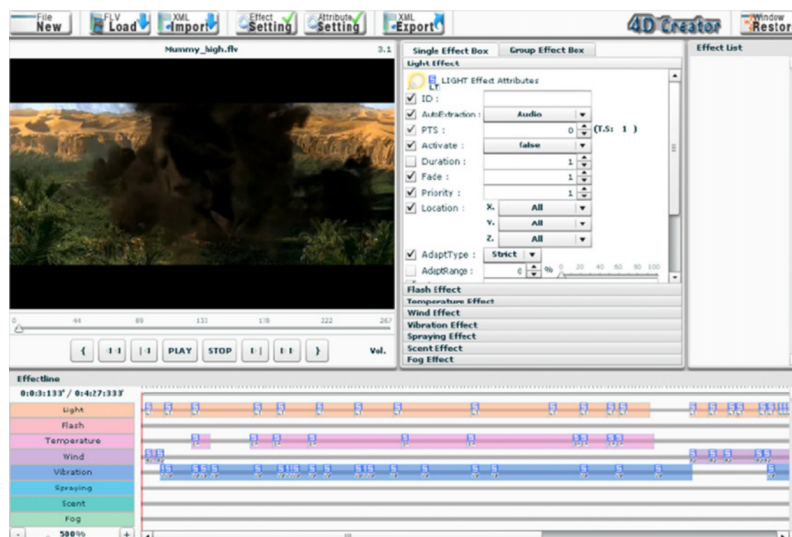 File New
FLV Load
XML Import
Effect Setting
Attribute Setting
XML Export
4D Creator
Window Restor
Mummy_high.flv 3.1
Single Effect Box Group Effect Box
Effect List
Light Effect
LIGHT Effect Attributes
ID :
AutoExtraction : Audio
PTS : 0 (T.S: 1 )
Activate : false
Duration : 1
Fade : 1
Priority : 1
Location : X. All
Y. All
Z. All
AdaptType : Strict
AdaptRange : 0 % 0 20 40 60 80 100
Flash Effect
Temperature Effect
Wind Effect
Vibration Effect
Spraying Effect
Scent Effect
Fog Effect
0 44 89 133 178 222 267
PLAY STOP Vol.
Effectline
0:0:3:133' / 0:4:27:333'
Light
Flash
Temperature
Wind
Vibration
Spraying
Scent
Fog
- 500% +